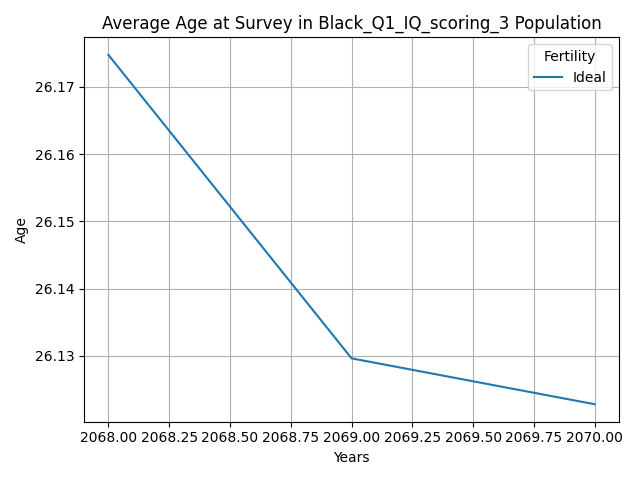 Average Age at Survey in Black_Q1_IQ_scoring_3 Population
Fertility
Ideal
26.17
26.16
26.15
26.14
26.13
Age
2068.00 2068.25 2068.50 2068.75 2069.00 2069.25 2069.50 2069.75 2070.00
Years